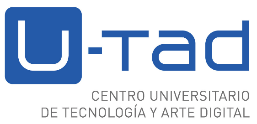 U-tad
CENTRO UNIVERSITARIO
DE TECNOLOGÍA Y ARTE DIGITAL